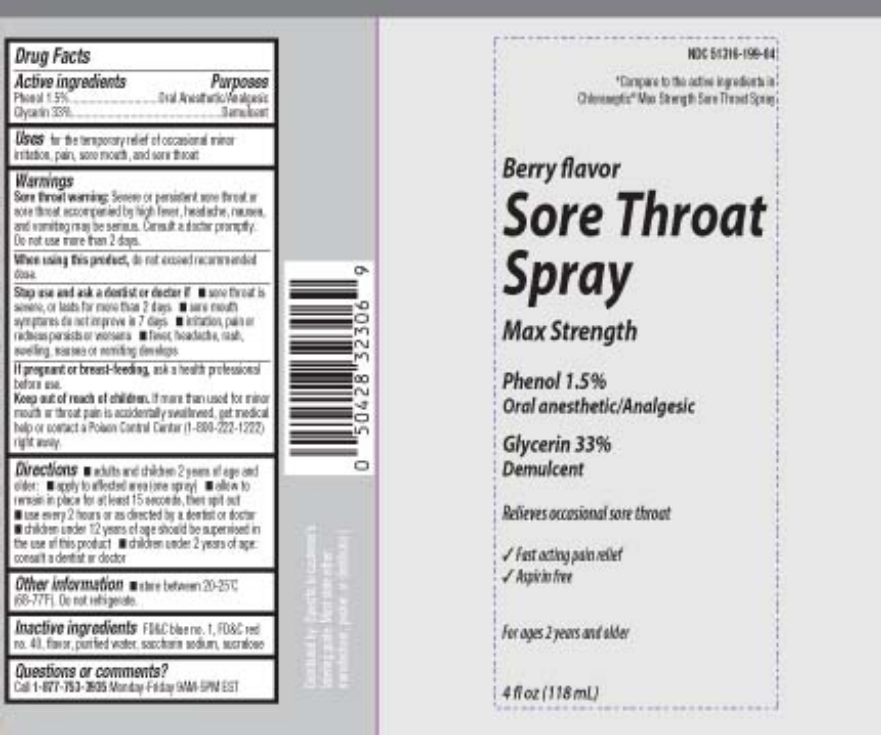 Drug Facts
Active ingredients Purposes
Phenol 1.5%........................Oral Anesthetic/Analgesic
Glycerin 33%........................................Demulcent
Uses for the temporary relief of occasional minor
irritation, pain, sore mouth, and sore throat
Warnings
Sore throat warning: Severe or persistent sore throat or
sore throat accompanied by high fever, headache, nausea,
and vomiting may be serious. Consult a doctor promptly.
Do not use more than 2 days.
When using this product, do not exceed recommended
dose.
Stop use and ask a dentist or doctor if ■ sore throat is
severe, or lasts for more than 2 days ■ sore mouth
symptoms do not improve in 7 days ■ irritation, pain or
redness persists or worsens ■ fever, headache, rash,
swelling, nausea or vomiting develops
If pregnant or breast-feeding, ask a health professional
before use.
Keep out of reach of children. If more than used for minor
mouth or throat pain is accidentally swallowed, get medical
help or contact a Poison Control Center (1-800-222-1222)
right away.
Directions ■ adults and children 2 years of age and
older: ■ apply to affected area (one spray) ■ allow to
remain in place for at least 15 seconds, then spit out
■ use every 2 hours or as directed by a dentist or doctor
■ children under 12 years of age should be supervised in
the use of this product ■ children under 2 years of age:
consult a dentist or doctor
Other information ■ store between 20-25°C
(68-77°F). Do not refrigerate.
Inactive ingredients FD&C blue no. 1, FD&C red
no. 40, flavor, purified water, saccharin sodium, sucralose
Questions or comments?
Call 1-877-753-3935 Monday-Friday 9AM-5PM EST
0 50428 32306 9
NDC 51316-199-04
*Compare to the active ingredients in
Chloraseptic® Max Strength Sore Throat Spray
Berry flavor
Sore Throat
Spray
Max Strength
Phenol 1.5%
Oral anesthetic/Analgesic
Glycerin 33%
Demulcent
Relieves occasional sore throat
✓ Fast acting pain relief
✓ Aspirin free
For ages 2 years and older
4 fl oz (118 mL)